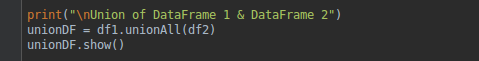 print("\nUnion of DataFrame 1 & DataFrame 2")
unionDF = df1.unionAll(df2)
unionDF.show()